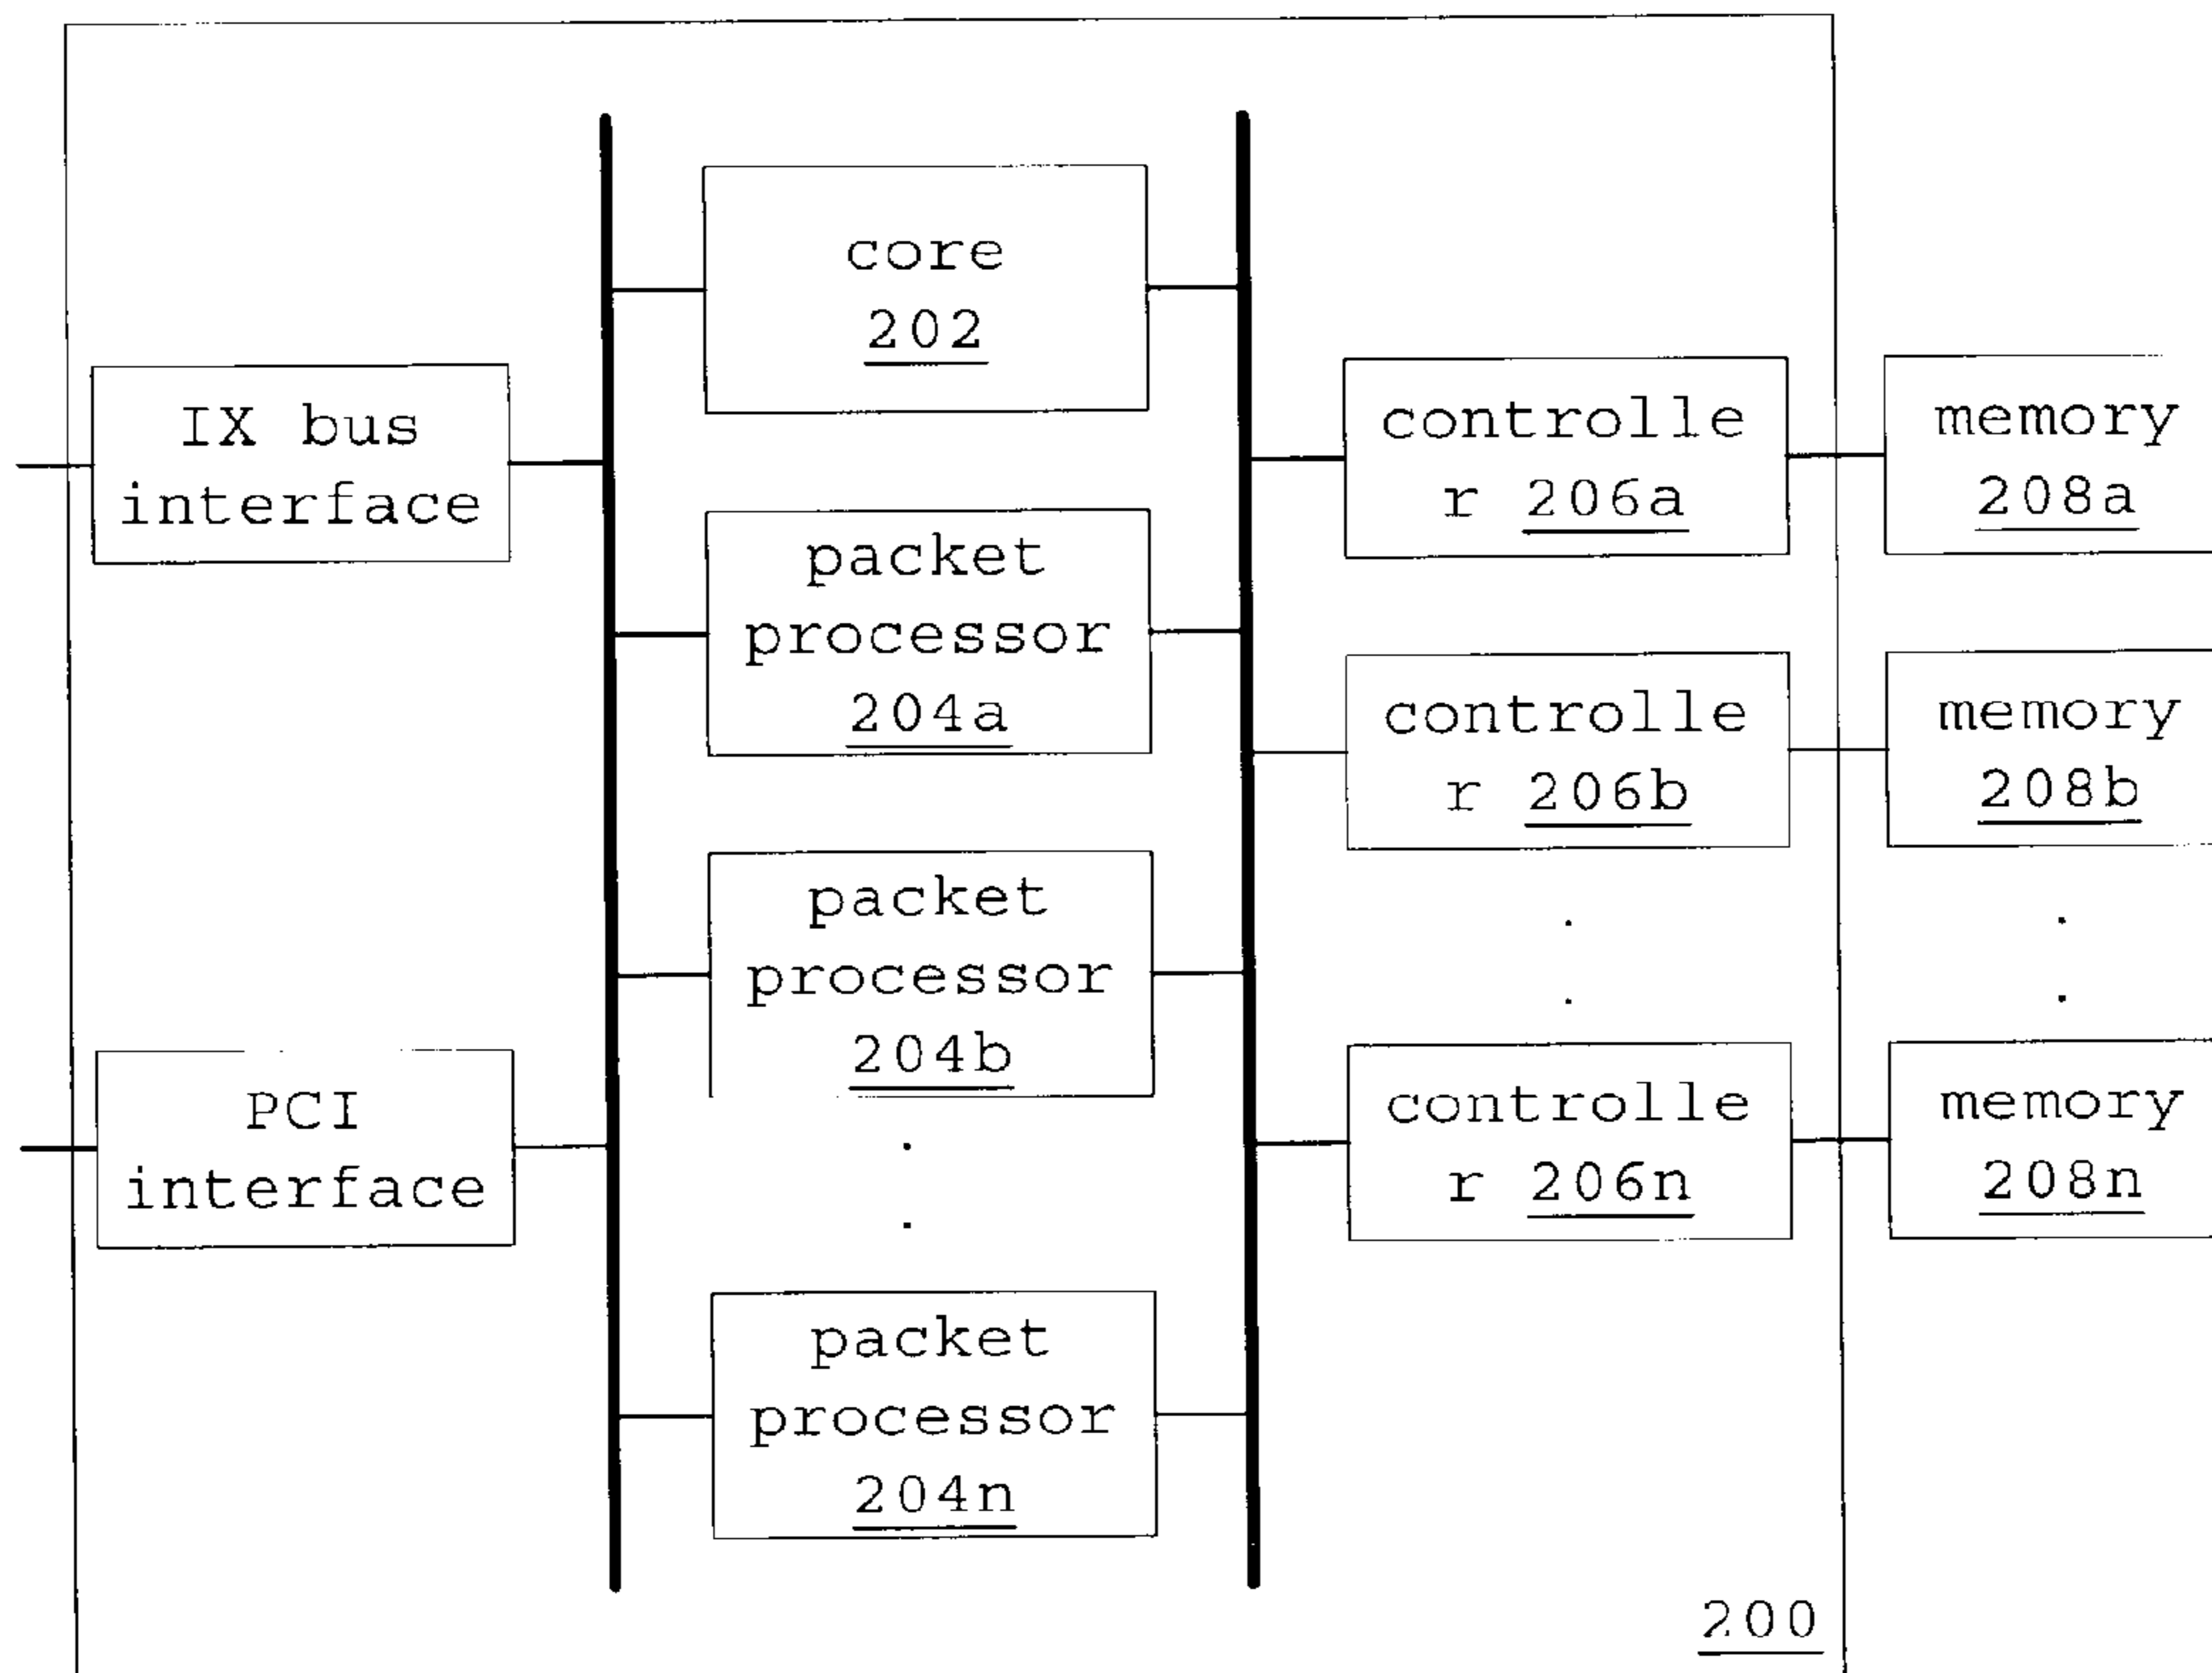 core
202
IX bus
interface
packet
processor
204a
packet
processor
204b
PCI
interface
packet
processor
204n
controlle
r 206a
memory
208a
controlle
r 206b
memory
208b
controlle
r 206n
memory
208n
200